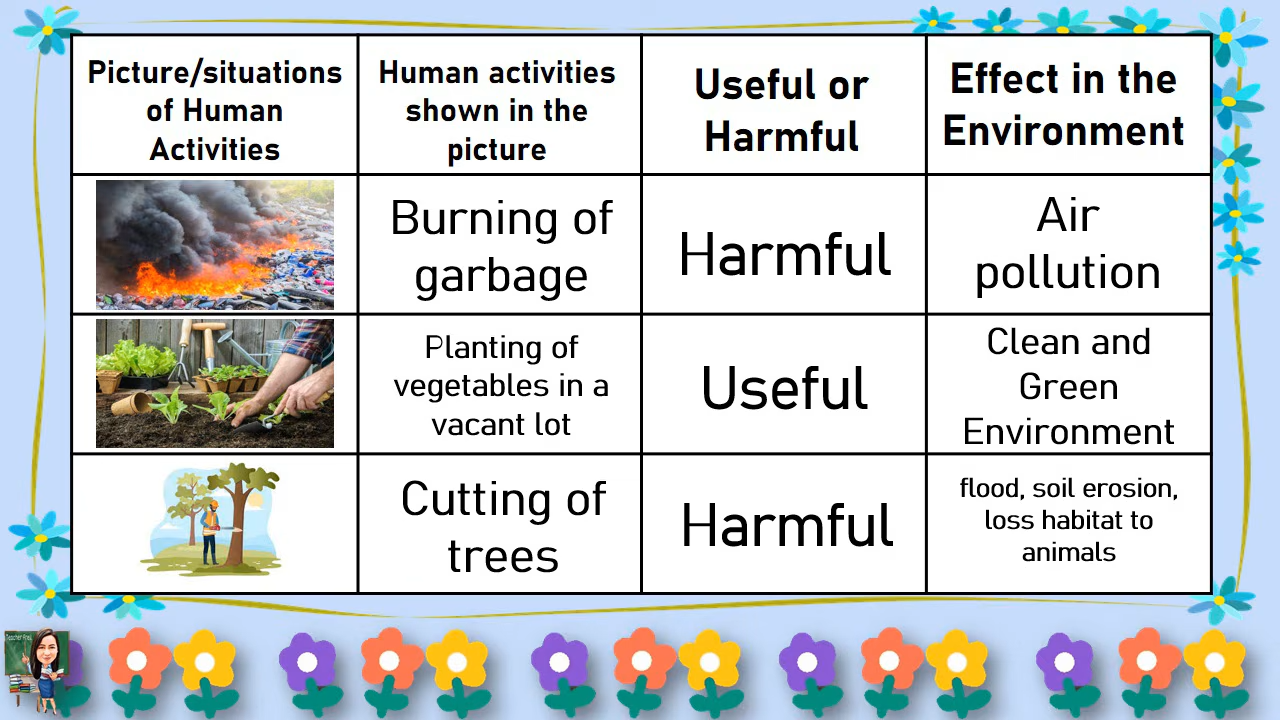 Picture/situations
of Human
Activities
Human activities
shown in the
picture
Useful or
Harmful
Effect in the
Environment
Burning of
garbage
Harmful
Air
pollution
Planting of
vegetables in a
vacant lot
Useful
Clean and
Green
Environment
Cutting of
trees
Harmful
flood, soil erosion,
loss habitat to
animals